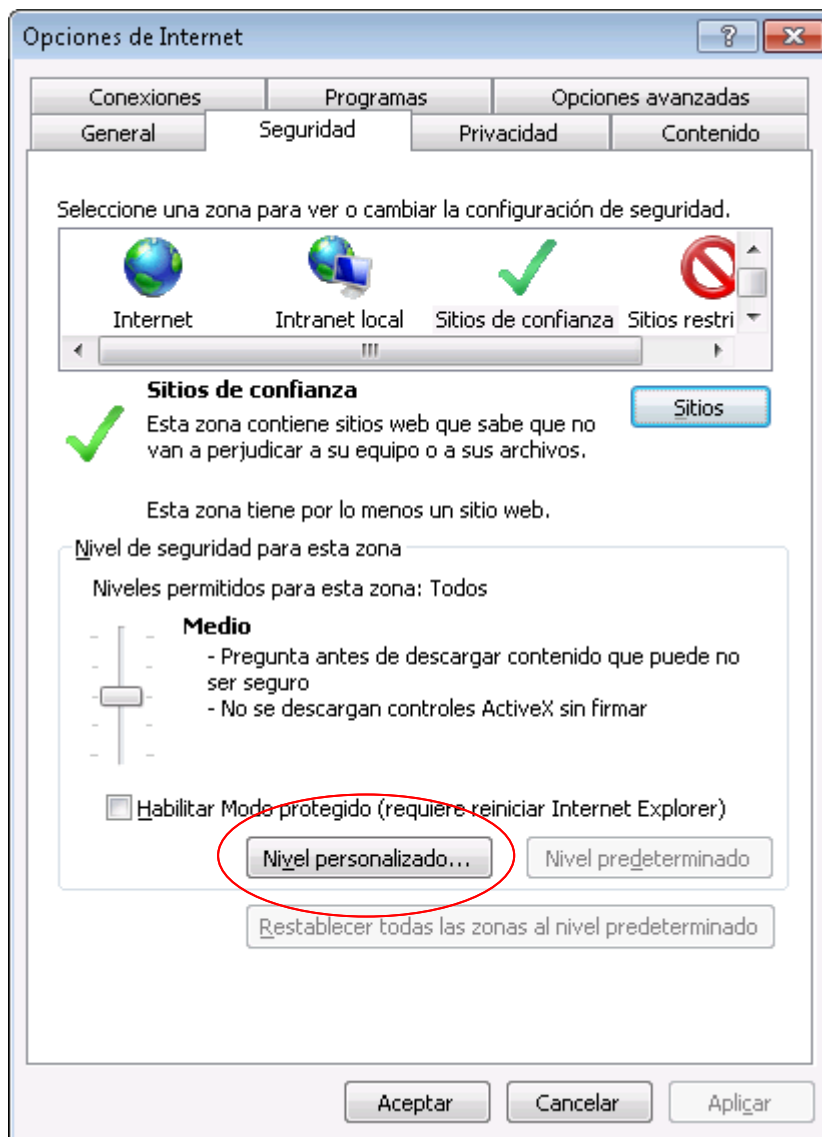 Opciones de Internet
Conexiones Programas Opciones avanzadas
General Seguridad Privacidad Contenido
Seleccione una zona para ver o cambiar la configuración de seguridad.
Internet Intranet local Sitios de confianza Sitios restri
Sitios de confianza
Sitios
Esta zona contiene sitios web que sabe que no
van a perjudicar a su equipo o a sus archivos.
Esta zona tiene por lo menos un sitio web.
Nivel de seguridad para esta zona
Niveles permitidos para esta zona: Todos
Medio
- Pregunta antes de descargar contenido que puede no
ser seguro
- No se descargan controles ActiveX sin firmar
Habilitar Modo protegido (requiere reiniciar Internet Explorer)
Nivel personalizado... Nivel predeterminado
Restablecer todas las zonas al nivel predeterminado
Aceptar Cancelar Aplicar